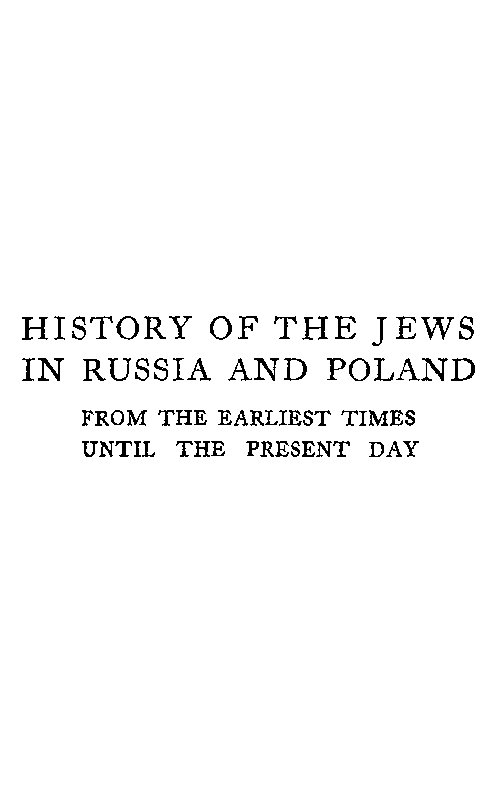 HISTORY OF THE JEWS
IN RUSSIA AND POLAND
FROM THE EARLIEST TIMES
UNTIL THE PRESENT DAY